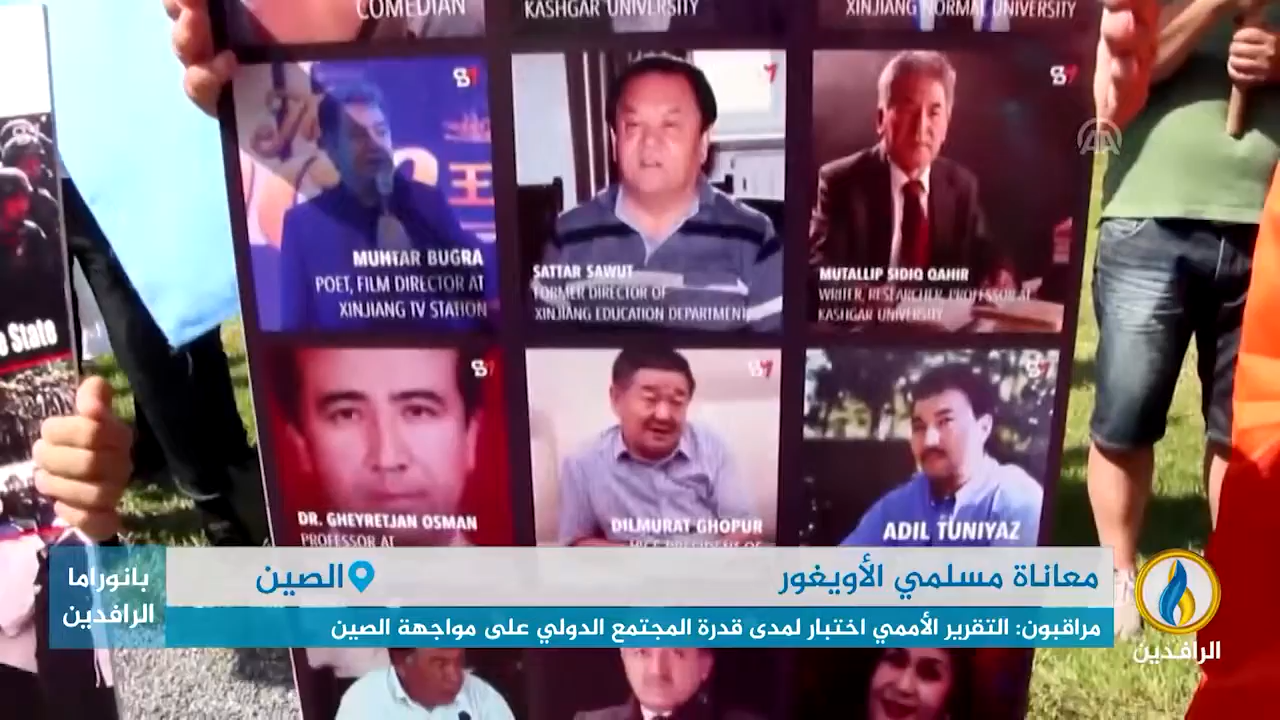 COMEDIAN
KASHGAR UNIVERSITY
XINJIANG NORMAL UNIVERSITY
MUHTAR BUGRA
POET, FILM DIRECTOR AT
XINJIANG TV STATION
SATTAR SAWUT
FORMER DIRECTOR OF
XINJIANG EDUCATION DEPARTMENT
MUTALLIP SIDIQ QAHIR
WRITER, RESEARCHER, PROFESSOR AT
KASHGAR UNIVERSITY
State
DR. GHEYRETJAN OSMAN
PROFESSOR AT
DILMURAT GHOPUR
VICE PRESIDENT OF
ADIL TUNIYAZ
معاناة مسلمي الأويغور
الصين
بانوراما
الرافدين
مراقبون: التقرير الأممي اختبار لمدى قدرة المجتمع الدولي على مواجهة الصين
الرافدين